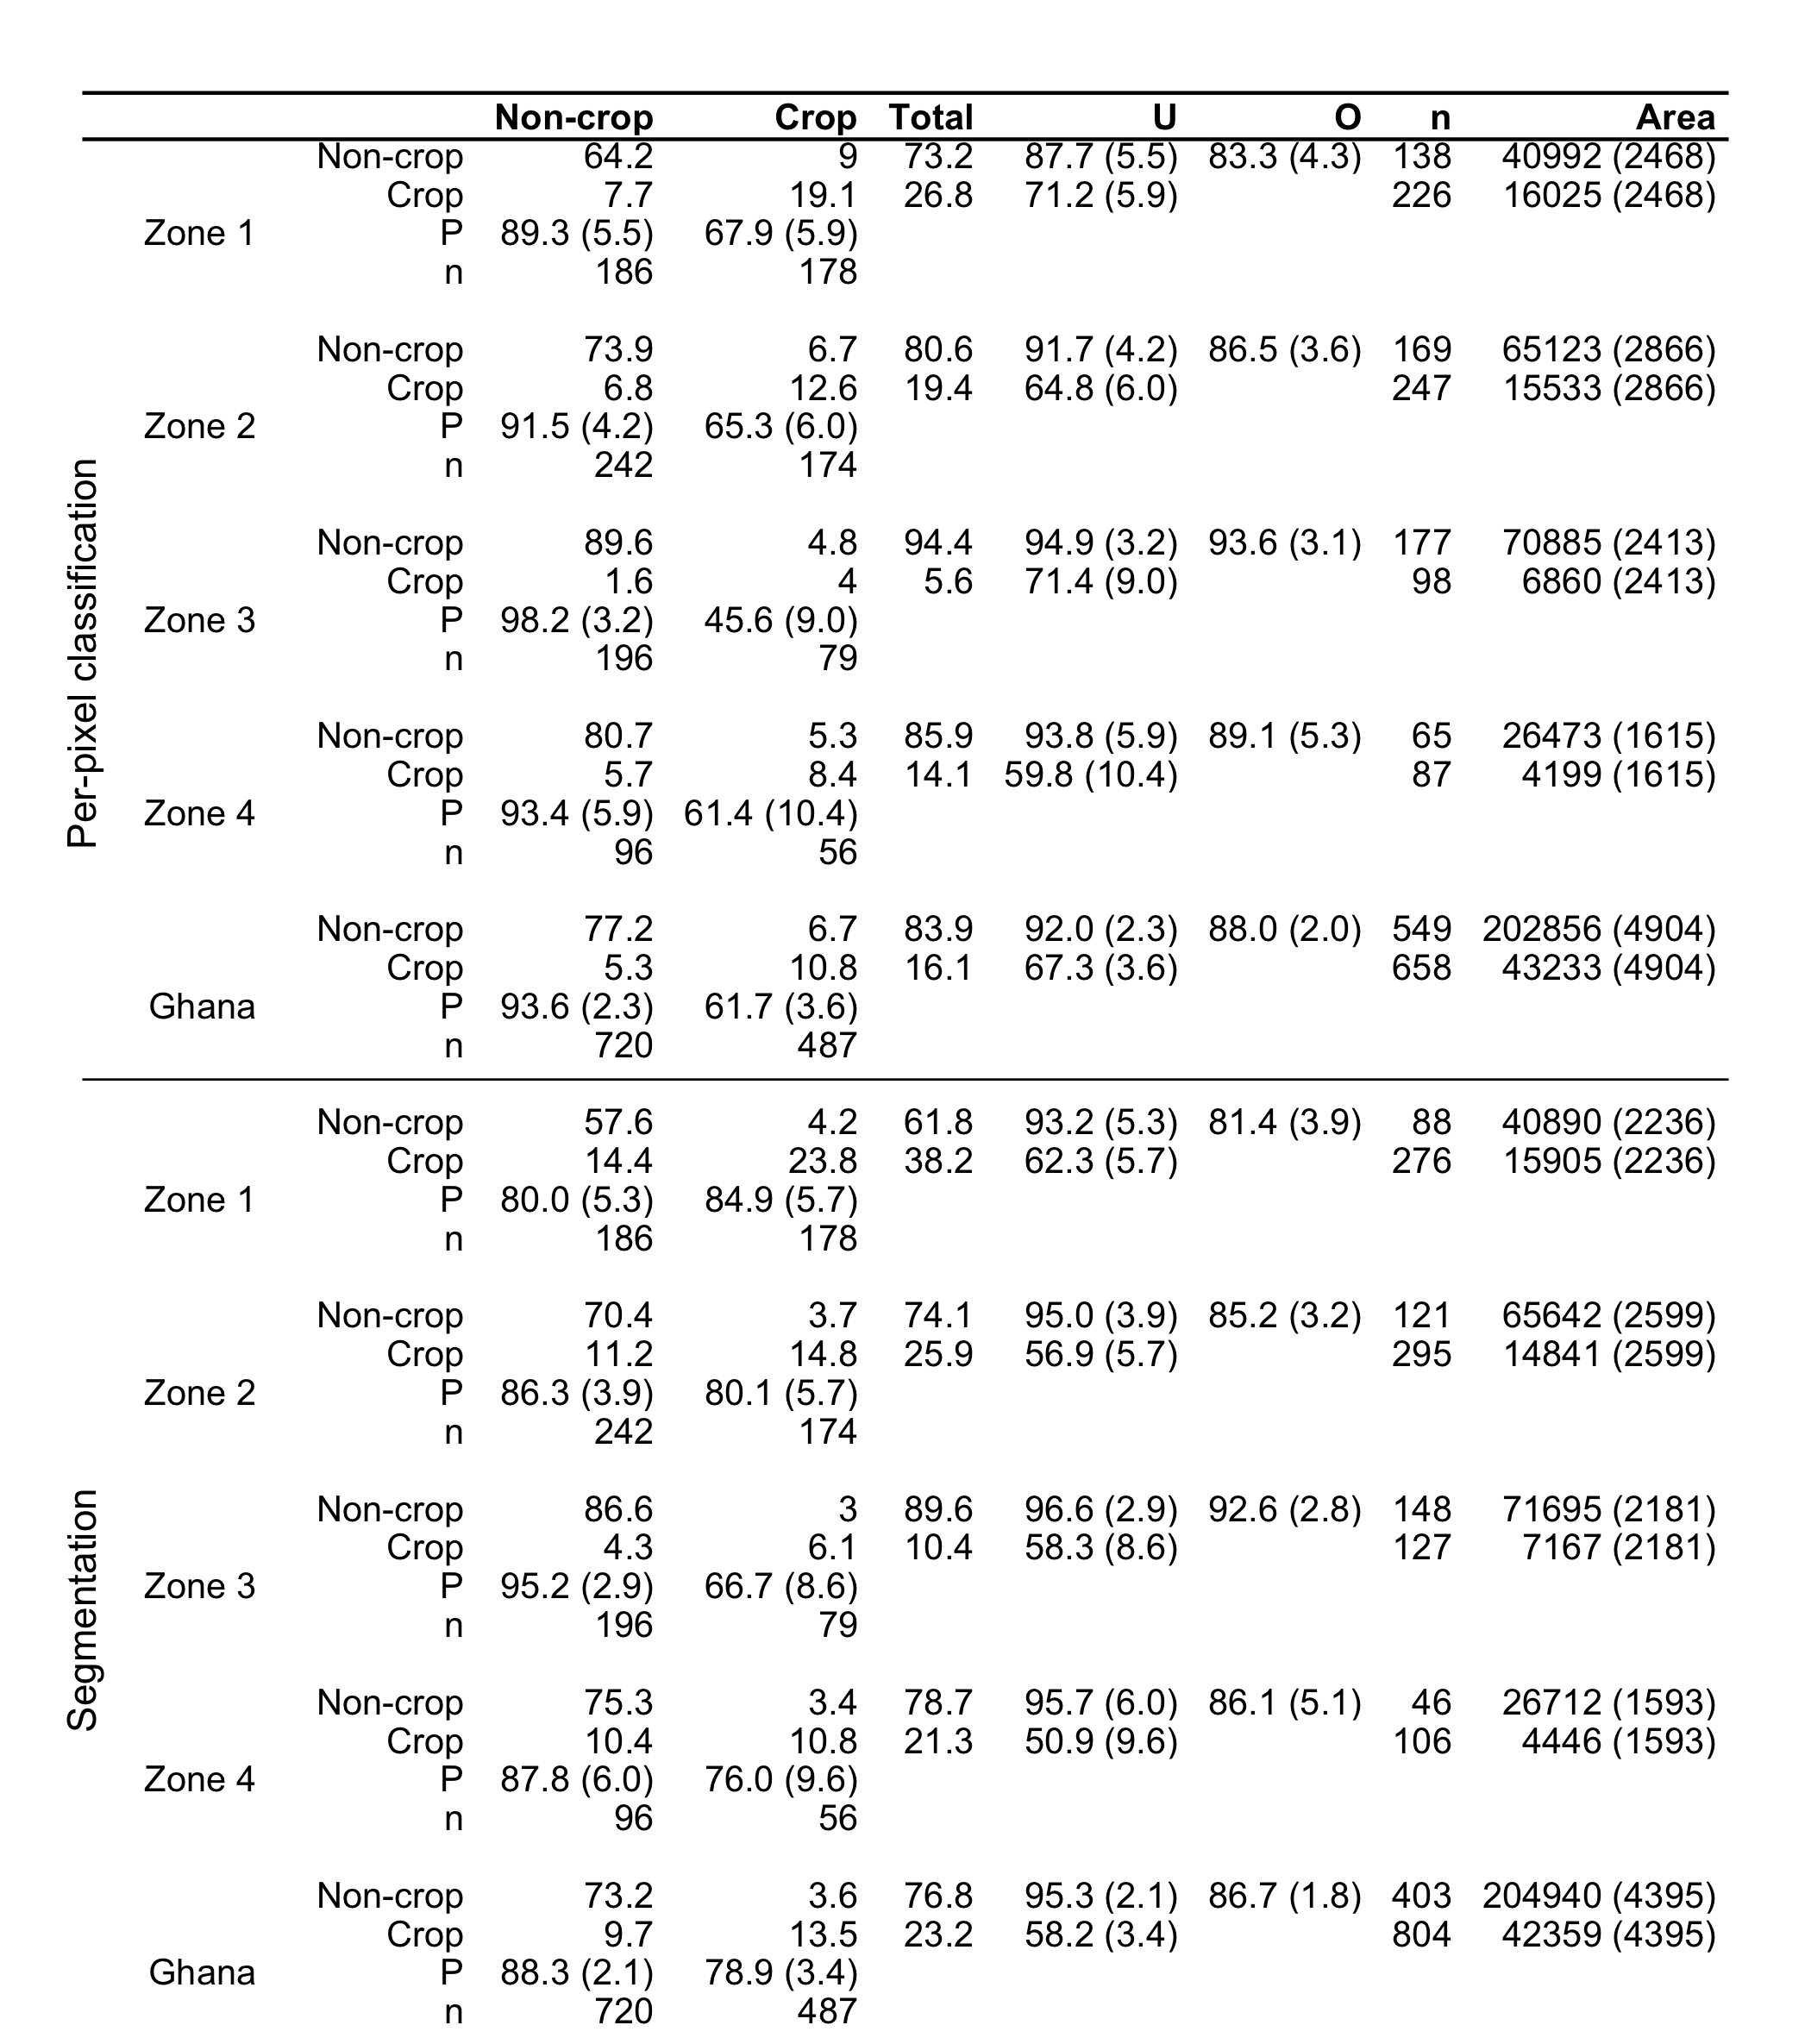 Non-crop Crop Total U O n Area
Per-pixel classification
Non-crop 64.2 9 73.2 87.7 (5.5) 83.3 (4.3) 138 40992 (2468)
Crop 7.7 19.1 26.8 71.2 (5.9) 226 16025 (2468)
Zone 1 P 89.3 (5.5) 67.9 (5.9)
n 186 178
Non-crop 73.9 6.7 80.6 91.7 (4.2) 86.5 (3.6) 169 65123 (2866)
Crop 6.8 12.6 19.4 64.8 (6.0) 247 15533 (2866)
Zone 2 P 91.5 (4.2) 65.3 (6.0)
n 242 174
Non-crop 89.6 4.8 94.4 94.9 (3.2) 93.6 (3.1) 177 70885 (2413)
Crop 1.6 4 5.6 71.4 (9.0) 98 6860 (2413)
Zone 3 P 98.2 (3.2) 45.6 (9.0)
n 196 79
Non-crop 80.7 5.3 85.9 93.8 (5.9) 89.1 (5.3) 65 26473 (1615)
Crop 5.7 8.4 14.1 59.8 (10.4) 87 4199 (1615)
Zone 4 P 93.4 (5.9) 61.4 (10.4)
n 96 56
Non-crop 77.2 6.7 83.9 92.0 (2.3) 88.0 (2.0) 549 202856 (4904)
Crop 5.3 10.8 16.1 67.3 (3.6) 658 43233 (4904)
Ghana P 93.6 (2.3) 61.7 (3.6)
n 720 487
Segmentation
Non-crop 57.6 4.2 61.8 93.2 (5.3) 81.4 (3.9) 88 40890 (2236)
Crop 14.4 23.8 38.2 62.3 (5.7) 276 15905 (2236)
Zone 1 P 80.0 (5.3) 84.9 (5.7)
n 186 178
Non-crop 70.4 3.7 74.1 95.0 (3.9) 85.2 (3.2) 121 65642 (2599)
Crop 11.2 14.8 25.9 56.9 (5.7) 295 14841 (2599)
Zone 2 P 86.3 (3.9) 80.1 (5.7)
n 242 174
Non-crop 86.6 3 89.6 96.6 (2.9) 92.6 (2.8) 148 71695 (2181)
Crop 4.3 6.1 10.4 58.3 (8.6) 127 7167 (2181)
Zone 3 P 95.2 (2.9) 66.7 (8.6)
n 196 79
Non-crop 75.3 3.4 78.7 95.7 (6.0) 86.1 (5.1) 46 26712 (1593)
Crop 10.4 10.8 21.3 50.9 (9.6) 106 4446 (1593)
Zone 4 P 87.8 (6.0) 76.0 (9.6)
n 96 56
Non-crop 73.2 3.6 76.8 95.3 (2.1) 86.7 (1.8) 403 204940 (4395)
Crop 9.7 13.5 23.2 58.2 (3.4) 804 42359 (4395)
Ghana P 88.3 (2.1) 78.9 (3.4)
n 720 487